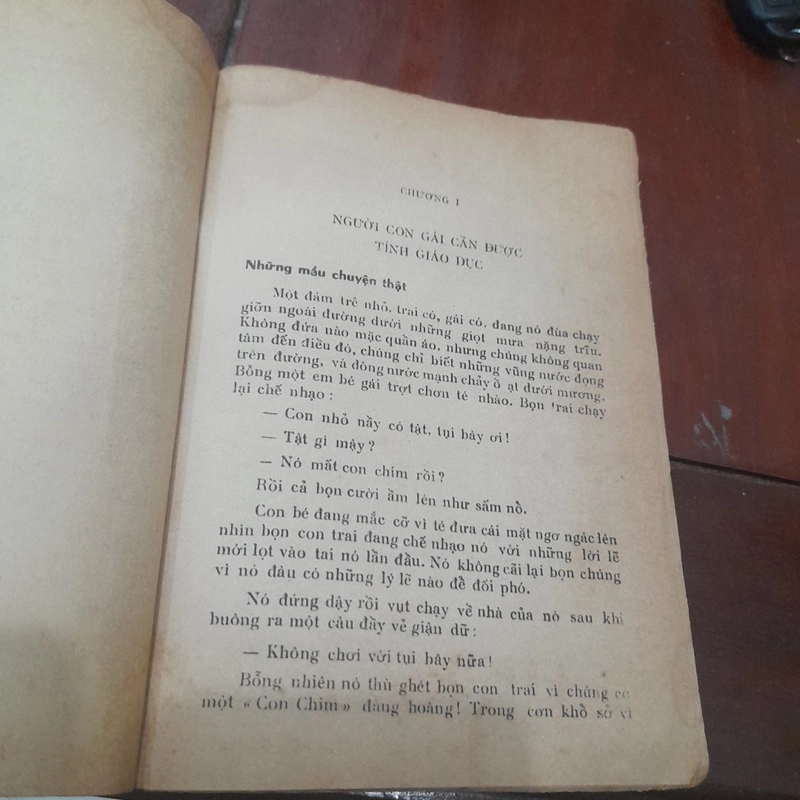 CHƯƠNG I
NGƯỜI CON GÁI CẦN ĐƯỢC
TÍNH GIÁO DỤC
Những mẩu chuyện thật
Một đám trẻ nhỏ, trai có, gái có, đang nô đùa chạy
giỡn ngoài đường dưới những giọt mưa nặng trĩu.
Không đứa nào mặc quần áo, nhưng chúng không quan
tâm đến điều đó, chúng chỉ biết những vũng nước đọng
trên đường, và dòng nước mạnh chảy ồ ạt dưới mương.
Bỗng một em bé gái trợt chơn té nhào. Bọn trai chạy
lại chế nhạo :
— Con nhỏ nầy có tật, tụi bây ơi !
— Tật gì mậy ?
— Nó mất con chim rồi ?
Rồi cả bọn cười ầm lên như sấm nổ.
Con bé đang mắc cỡ vì té đưa cái mặt ngơ ngác lên
nhìn bọn con trai đang chế nhạo nó với những lời lẽ
mới lọt vào tai nó lần đầu. Nó không cãi lại bọn chúng
vì nó đâu có những lý lẽ nào để đối phó.
Nó đứng dậy rồi vụt chạy về nhà của nó sau khi
buông ra một câu đầy vẻ giận dữ :
— Không chơi với tụi bây nữa !
Bỗng nhiên nó thù ghét bọn con trai vì chúng có
một «Con Chim» đàng hoàng ! Trong cơn khổ sở vì